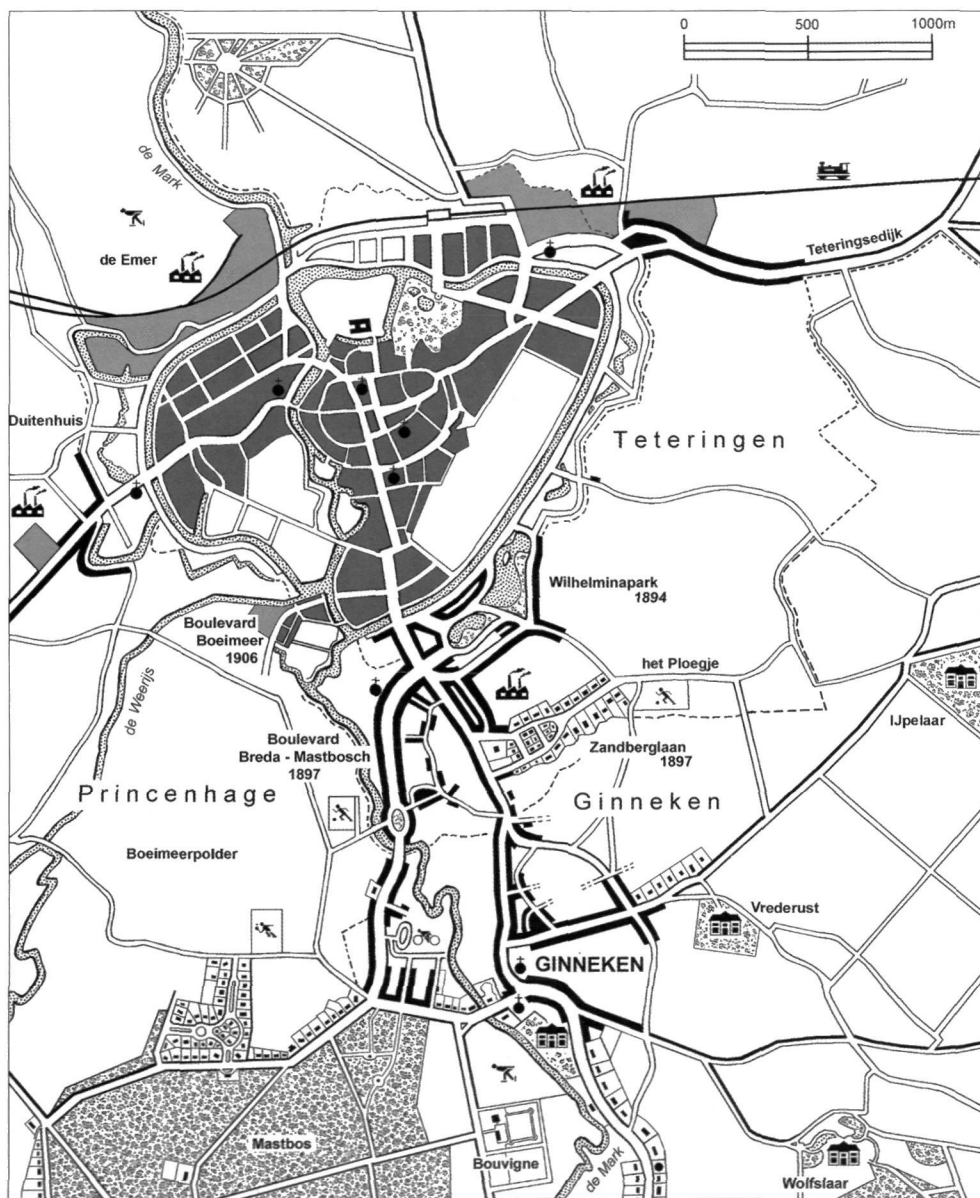 0 500 1000m
de Mark
de Emer
Teteringsedijk
Duitenhuis
Teteringen
Wilhelminapark
1894
Boulevard
Boeimeer
1906
het Ploegje
de Weerijs
IJpelaar
Boulevard
Breda - Mastbosch
1897
Zandberglaan
1897
Princenhage
Ginneken
Boeimeerpolder
Vrederust
GINNEKEN
Mastbos
Bouvigne
de Mark
Wolfslaar